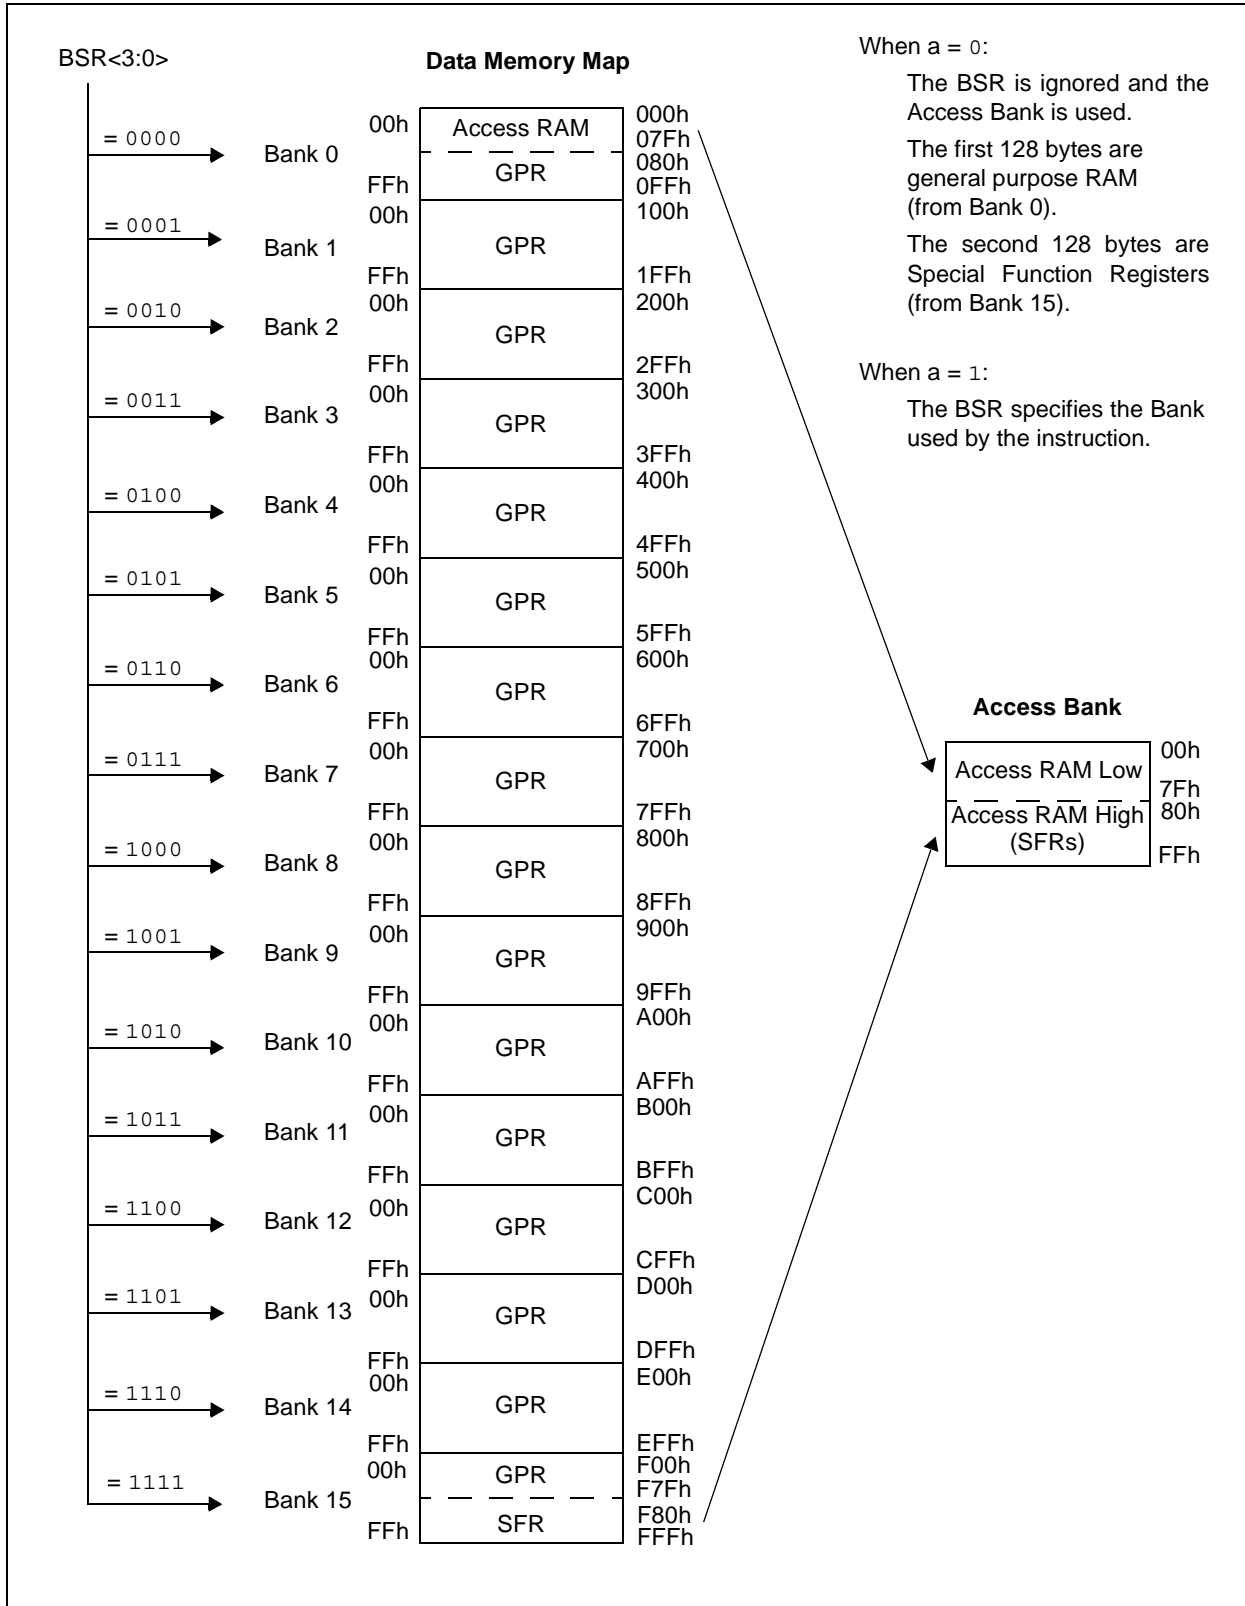 BSR<3:0>
Data Memory Map
When a = 0:
The BSR is ignored and the
Access Bank is used.
The first 128 bytes are
general purpose RAM
(from Bank 0).
The second 128 bytes are
Special Function Registers
(from Bank 15).
When a = 1:
The BSR specifies the Bank
used by the instruction.
= 0000
Bank 0
00h
FFh
Access RAM
GPR
000h
07Fh
080h
0FFh
= 0001
Bank 1
00h
FFh
GPR
100h
1FFh
= 0010
Bank 2
00h
FFh
GPR
200h
2FFh
= 0011
Bank 3
00h
FFh
GPR
300h
3FFh
= 0100
Bank 4
00h
FFh
GPR
400h
4FFh
= 0101
Bank 5
00h
FFh
GPR
500h
5FFh
= 0110
Bank 6
00h
FFh
GPR
600h
6FFh
= 0111
Bank 7
00h
FFh
GPR
700h
7FFh
= 1000
Bank 8
00h
FFh
GPR
800h
8FFh
= 1001
Bank 9
00h
FFh
GPR
900h
9FFh
= 1010
Bank 10
00h
FFh
GPR
A00h
AFFh
= 1011
Bank 11
00h
FFh
GPR
B00h
BFFh
= 1100
Bank 12
00h
FFh
GPR
C00h
CFFh
= 1101
Bank 13
00h
FFh
GPR
D00h
DFFh
= 1110
Bank 14
00h
FFh
GPR
E00h
EFFh
= 1111
Bank 15
00h
FFh
GPR
SFR
F00h
F7Fh
F80h
FFFh
Access Bank
Access RAM Low
00h
7Fh
Access RAM High
(SFRs)
80h
FFh